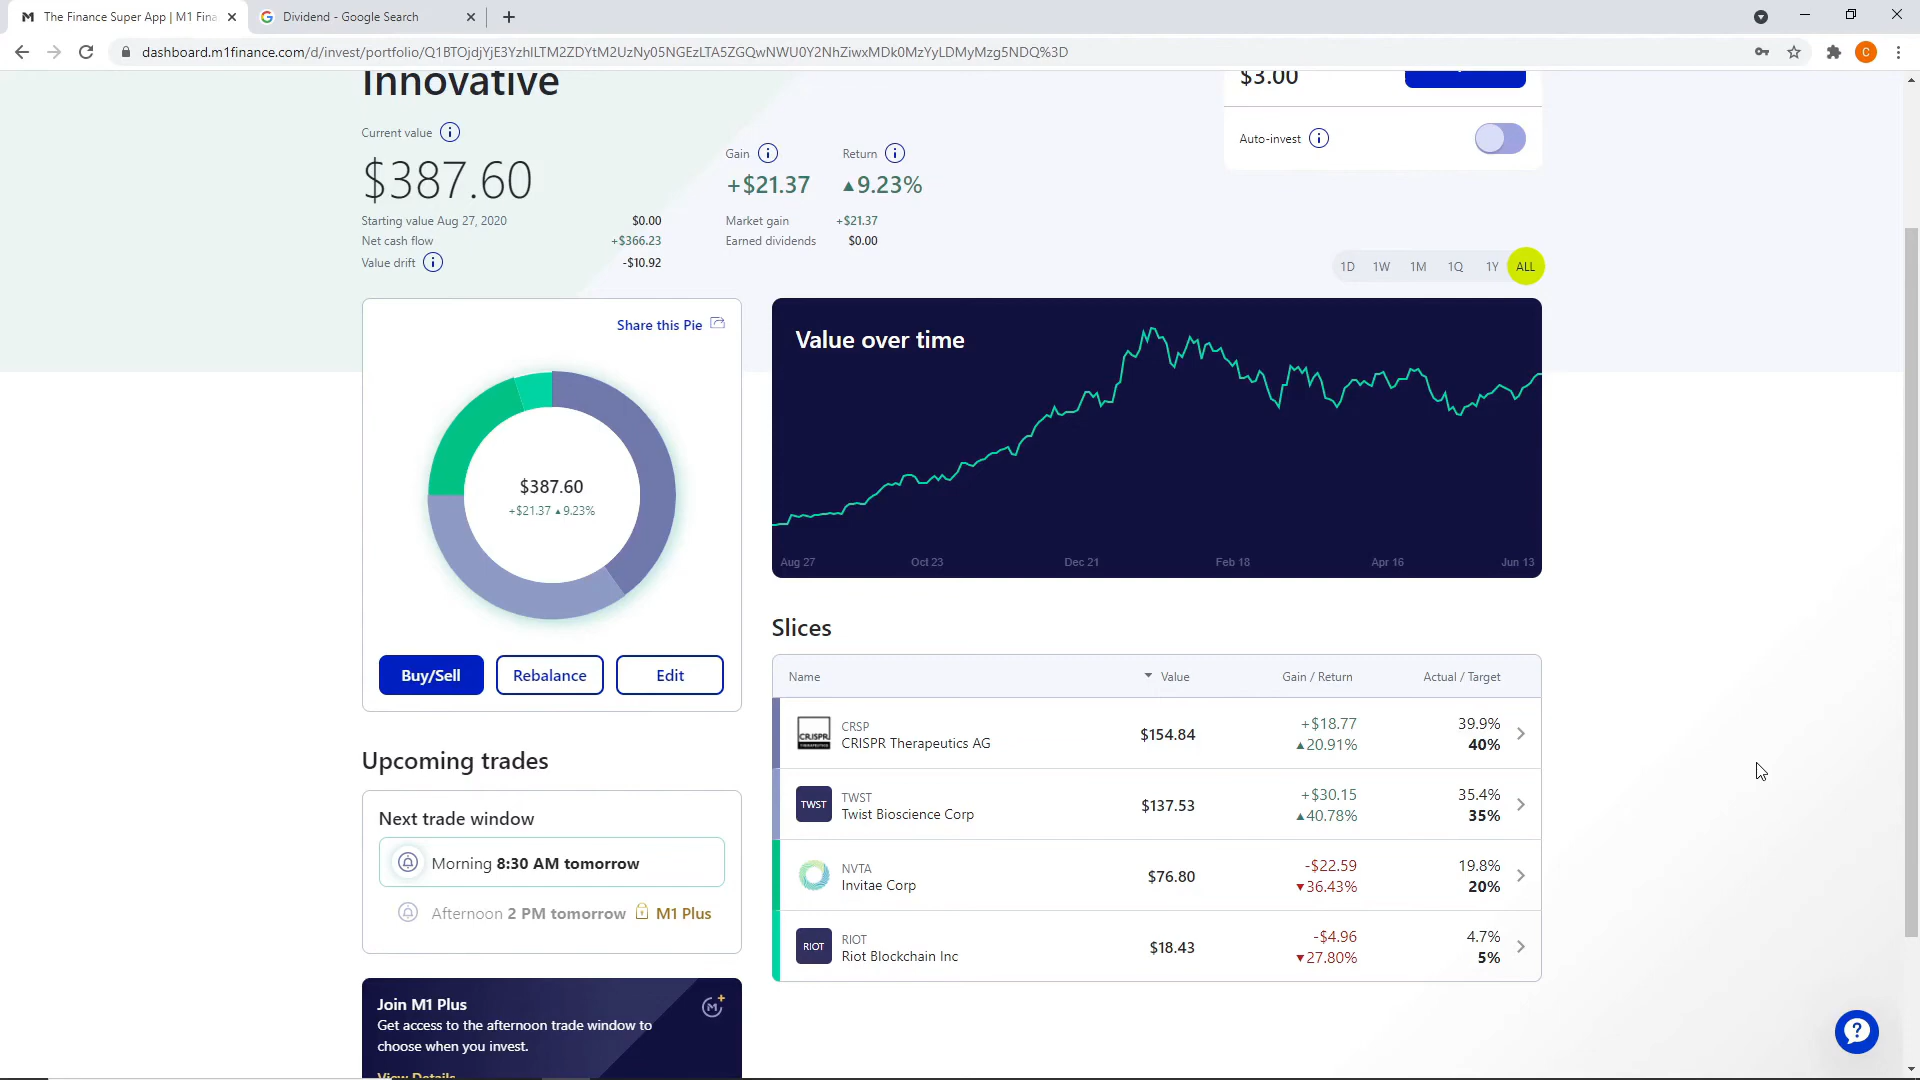 The Finance Super App | M1 Fina
Dividend - Google Search
dashboard.m1finance.com/d/invest/portfolio/Q1BTOjdjYjE3YzhlLTM2ZDYtM2UzNy05NGEzLTA5ZGQwNWU0Y2NhZiwxMDk0MzYyLDMyMzg5NDQ%3D
C
Innovative
$3.00
Auto-invest
Current value
$387.60
Gain
Return
+$21.37
9.23%
Starting value Aug 27, 2020 $0.00
Net cash flow +$366.23
Value drift -$10.92
Market gain +$21.37
Earned dividends $0.00
1D 1W 1M 1Q 1Y ALL
Share this Pie
$387.60
+$21.37 ▲ 9.23%
Buy/Sell Rebalance Edit
Value over time
Aug 27 Oct 23 Dec 21 Feb 18 Apr 16 Jun 13
Upcoming trades
Next trade window
Morning 8:30 AM tomorrow
Afternoon 2 PM tomorrow M1 Plus
Join M1 Plus
Get access to the afternoon trade window to
choose when you invest.
View Details
Slices
Name Value Gain / Return Actual / Target
CRISPR
CRSP
CRISPR Therapeutics AG
$154.84
+$18.77
▲20.91%
39.9%
40%
TWST
TWST
Twist Bioscience Corp
$137.53
+$30.15
▲40.78%
35.4%
35%
NVTA
Invitae Corp
$76.80
-$22.59
▼36.43%
19.8%
20%
RIOT
RIOT
Riot Blockchain Inc
$18.43
-$4.96
▼27.80%
4.7%
5%